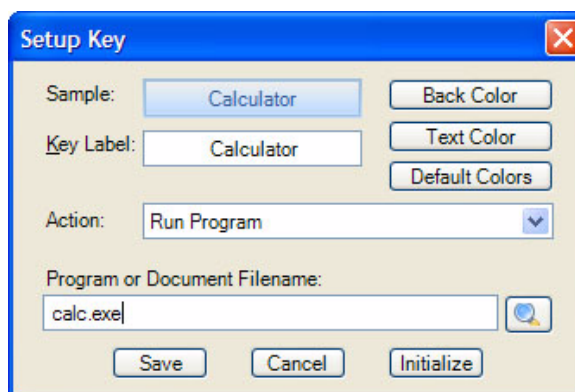 Setup Key
Sample: Calculator Back Color
Key Label: Calculator Text Color
Default Colors
Action: Run Program
Program or Document Filename:
calc.exe
Save Cancel Initialize